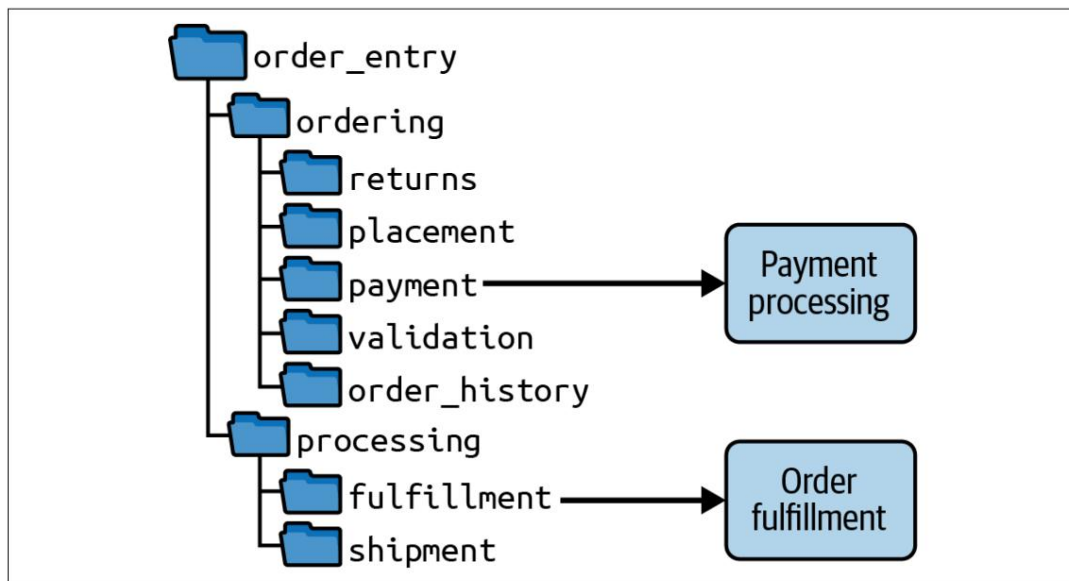 order_entry
ordering
returns
placement
payment
validation
order_history
processing
fulfillment
shipment
Payment
processing
Order
fulfillment